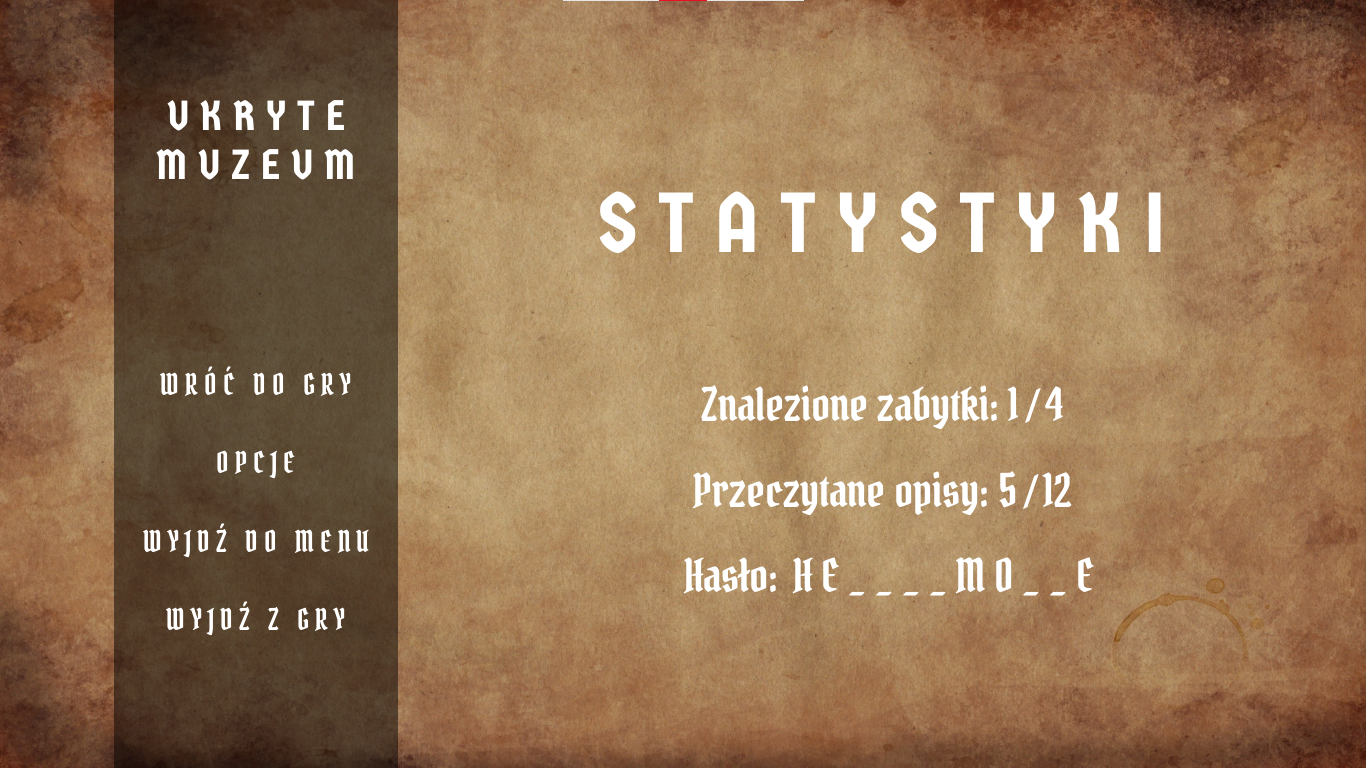 UKRYTE
MUZEUM
WRÓĆ DO GRY
OPCJE
WYJDŹ DO MENU
WYJDŹ Z GRY
STATYSTYKI
Znalezione zabytki: 1/4
Przeczytane opisy: 5/12
Hasło: HE____MO__E